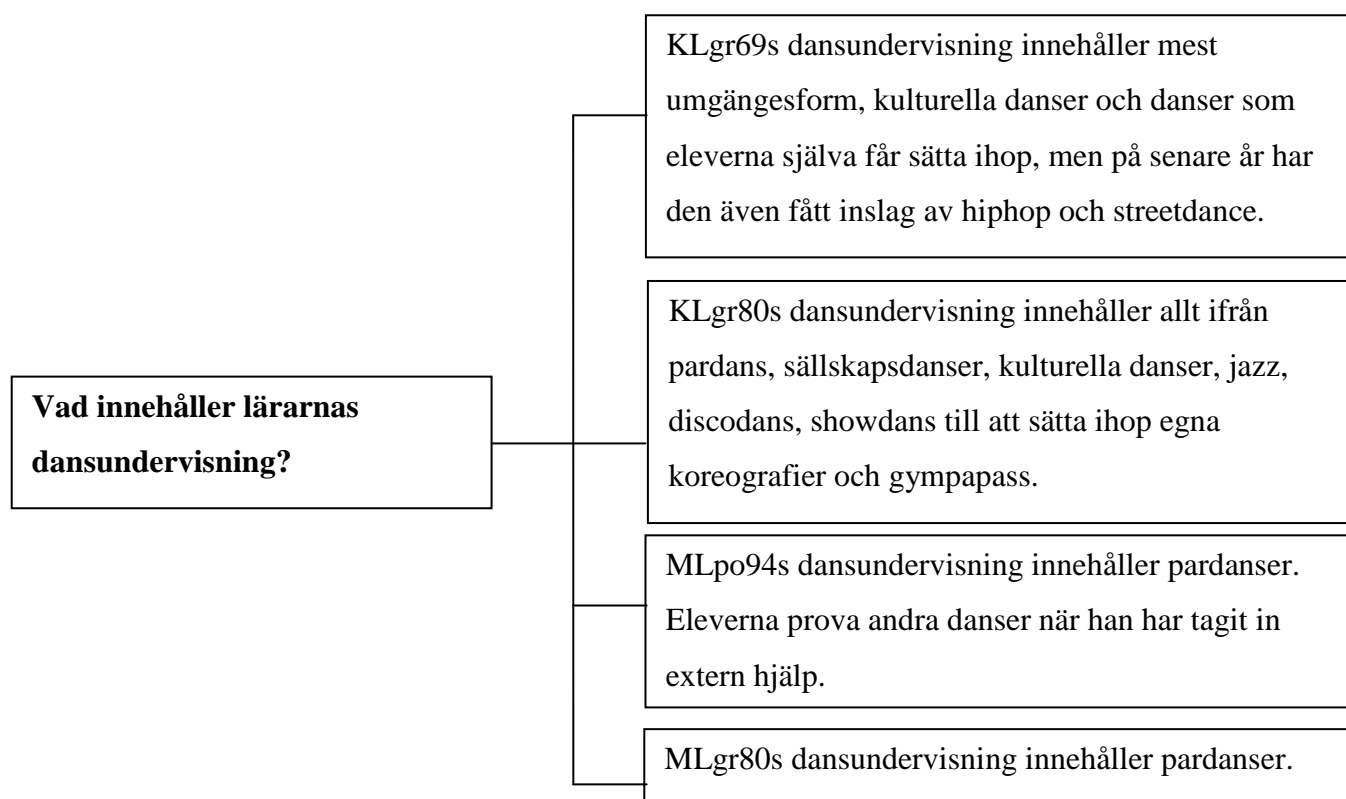 KLgr69s dansundervisning innehåller mest
umgängesform, kulturella danser och danser som
eleverna själva får sätta ihop, men på senare år har
den även fått inslag av hiphop och streetdance.
KLgr80s dansundervisning innehåller allt ifrån
pardans, sällskapsdanser, kulturella danser, jazz,
discodans, showdans till att sätta ihop egna
koreografier och gympapass.
Vad innehåller lärarnas
dansundervisning?
MLpo94s dansundervisning innehåller pardanser.
Eleverna prova andra danser när han har tagit in
extern hjälp.
MLgr80s dansundervisning innehåller pardanser.